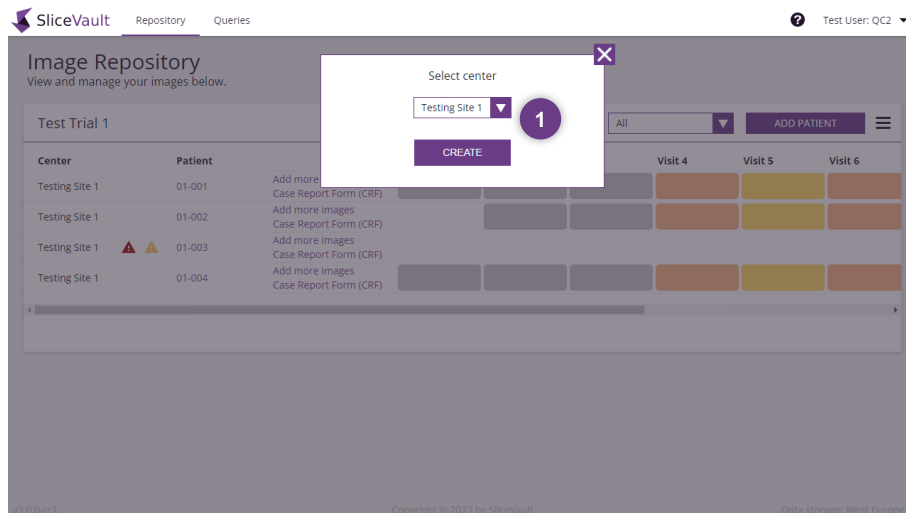 SliceVault Repository Queries Test User: QC2
Image Repository
View and manage your images below.
Select center
Testing Site 1
1
CREATE
Test Trial 1 All ADD PATIENT
Center Patient Visit 4 Visit 5 Visit 6
Testing Site 1 01-001 Add more
Case Report Form (CRF)
Testing Site 1 01-002 Add more images
Case Report Form (CRF)
Testing Site 1 01-003 Add more images
Case Report Form (CRF)
Testing Site 1 01-004 Add more images
Case Report Form (CRF)
V3.0.0-rc1 Copyright © 2022 by SliceVault Data storage: West Europe